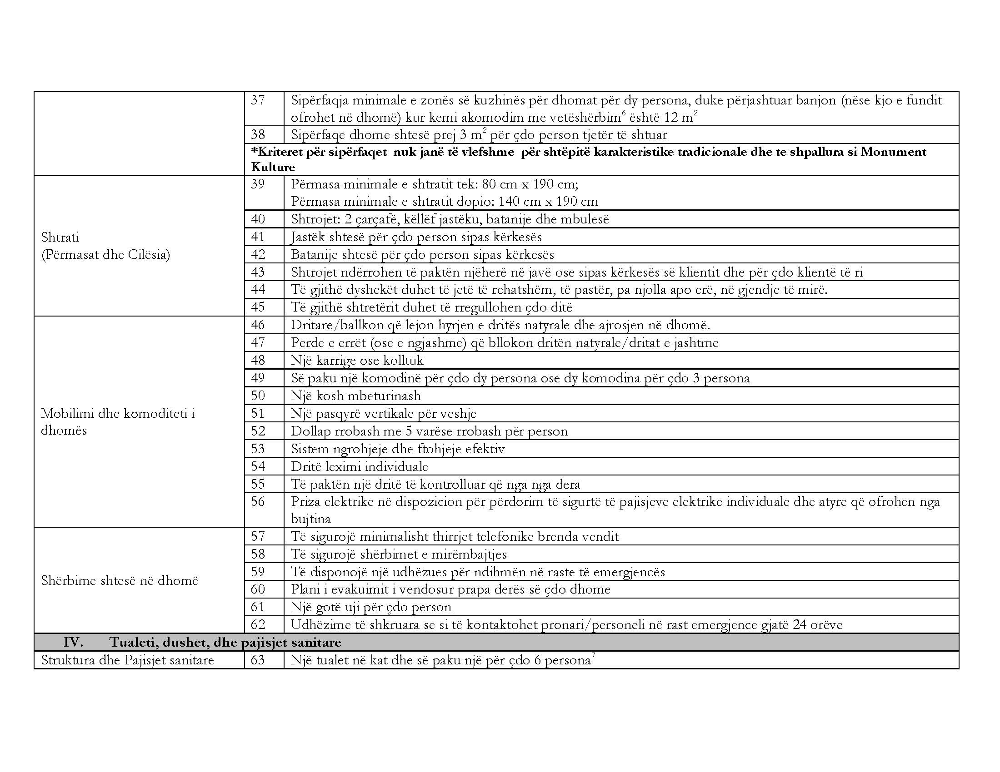 37 Sipërfaqja minimale e zonës së kuzhinës për dhomat për dy persona, duke përjashtuar banjon (nëse kjo e fundit
ofrohet në dhomë) kur kemi akomodim me vetëshërbim⁶ është 12 m²
38 Sipërfaqe dhome shtesë prej 3 m² për çdo person tjetër të shtuar
*Kriteret për sipërfaqet nuk janë të vlefshme për shtëpitë karakteristike tradicionale dhe te shpallura si Monument
Kulture
Shtrati
(Përmasat dhe Cilësia)
39 Përmasa minimale e shtratit tek: 80 cm x 190 cm;
Përmasa minimale e shtratit dopio: 140 cm x 190 cm
40 Shtrojet: 2 çarçafë, këllëf jastëku, batanije dhe mbulesë
41 Jastëk shtesë për çdo person sipas kërkesës
42 Batanije shtesë për çdo person sipas kërkesës
43 Shtrojet ndërrohen të paktën njëherë në javë ose sipas kërkesës së klientit dhe për çdo klientë të ri
44 Të gjithë dyshekët duhet të jetë të rehatshëm, të pastër, pa njolla apo erë, në gjendje të mirë.
45 Të gjithë shtretërit duhet të rregullohen çdo ditë
Mobilimi dhe komoditeti i
dhomës
46 Dritare/ballkon që lejon hyrjen e dritës natyrale dhe ajrosjen në dhomë.
47 Perde e errët (ose e ngjashme) që bllokon dritën natyrale/dritat e jashtme
48 Një karrige ose kolltuk
49 Së paku një komodinë për çdo dy persona ose dy komodina për çdo 3 persona
50 Një kosh mbeturinash
51 Një pasqyrë vertikale për veshje
52 Dollap rrobash me 5 varëse rrobash për person
53 Sistem ngrohjeje dhe ftohjeje efektiv
54 Dritë leximi individuale
55 Të paktën një dritë të kontrolluar që nga nga dera
56 Priza elektrike në dispozicion për përdorim të sigurtë të pajisjeve elektrike individuale dhe atyre që ofrohen nga
bujtina
Shërbime shtesë në dhomë
57 Të sigurojë minimalisht thirrjet telefonike brenda vendit
58 Të sigurojë shërbimet e mirëmbajtjes
59 Të disponojë një udhëzues për ndihmën në raste të emergjencës
60 Plani i evakuimit i vendosur prapa derës së çdo dhome
61 Një gotë uji për çdo person
62 Udhëzime të shkruara se si të kontaktohet pronari/personeli në rast emergjence gjatë 24 orëve
IV. Tualeti, dushet, dhe pajisjet sanitare
Struktura dhe Pajisjet sanitare 63 Një tualet në kat dhe së paku një për çdo 6 persona⁷